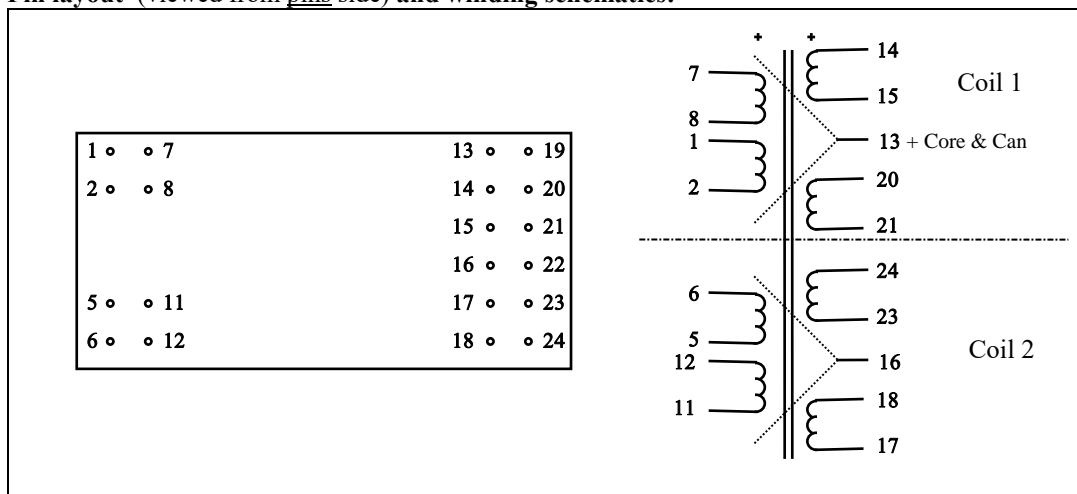 Pin layout (viewed from pins side) and winding schematics:
1 7 13 19
2 8 14 20
15 21
16 22
5 11 17 23
6 12 18 24
+ +
14
7
15
Coil 1
8
1
13 + Core & Can
2
20
21
24
6
23
5
Coil 2
12
16
11
18
17